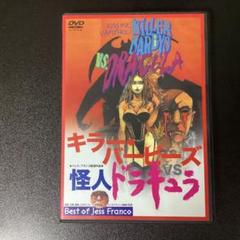 DVD
KILLER
BARBYS
VS.
DRACULA
キラー
バービーズ
VS
怪人ドラキュラ
Best of Jess Franco